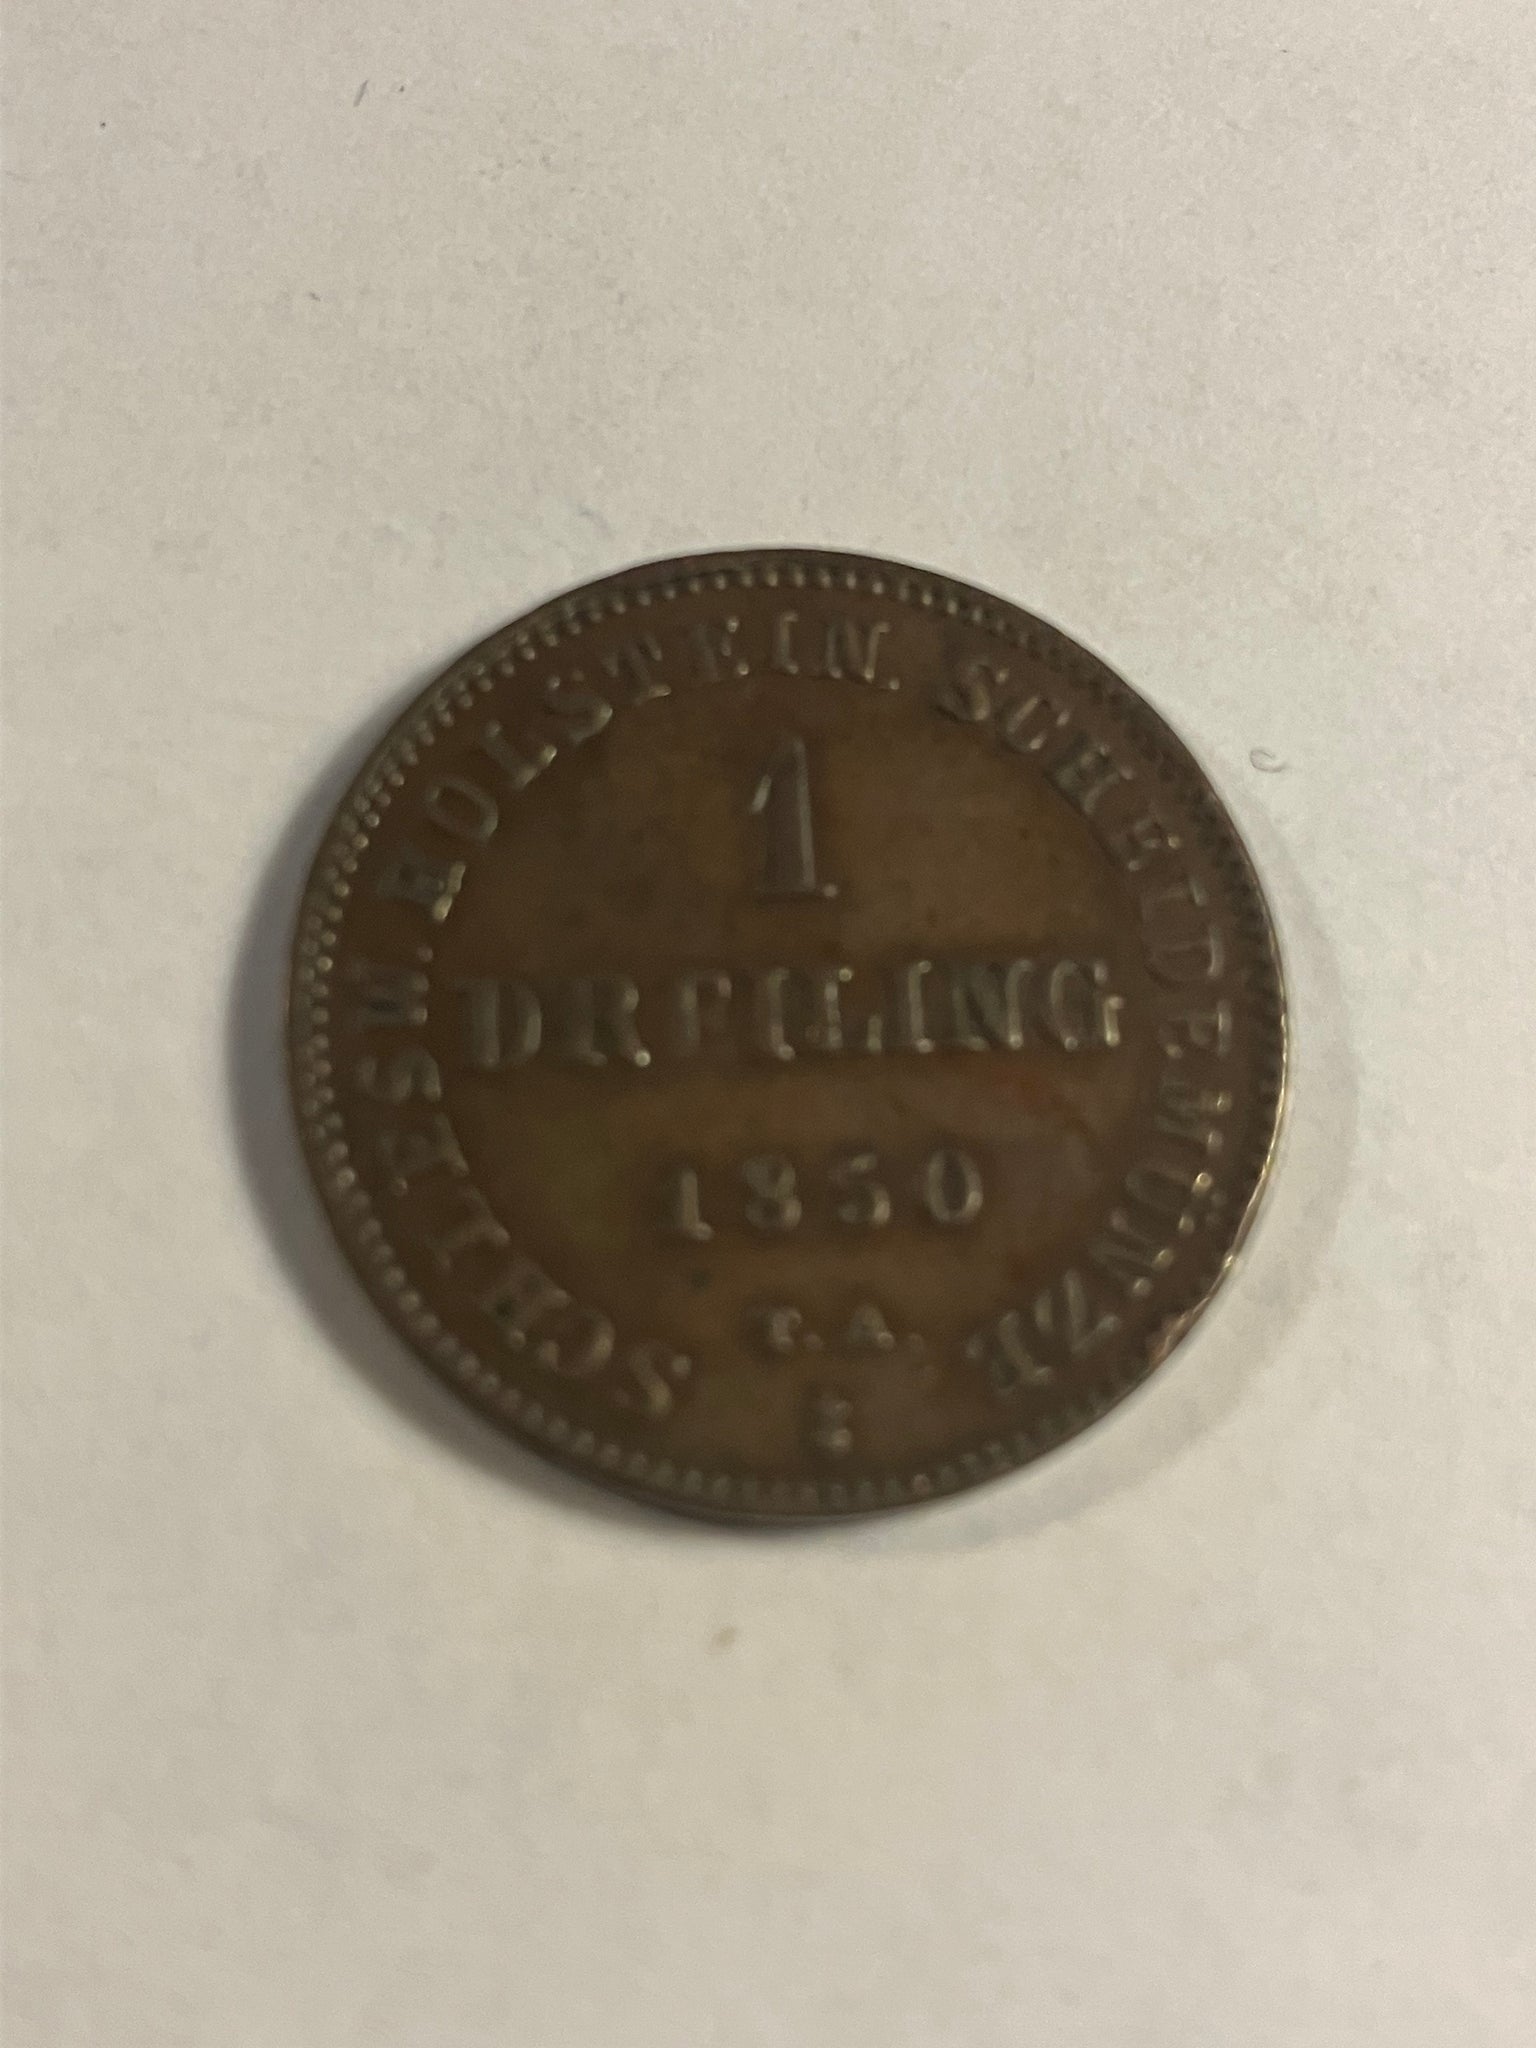 SCHLESW. HOLSTEIN. SCHEIDEMÜNZE
1
DREILING
1850
T.A.